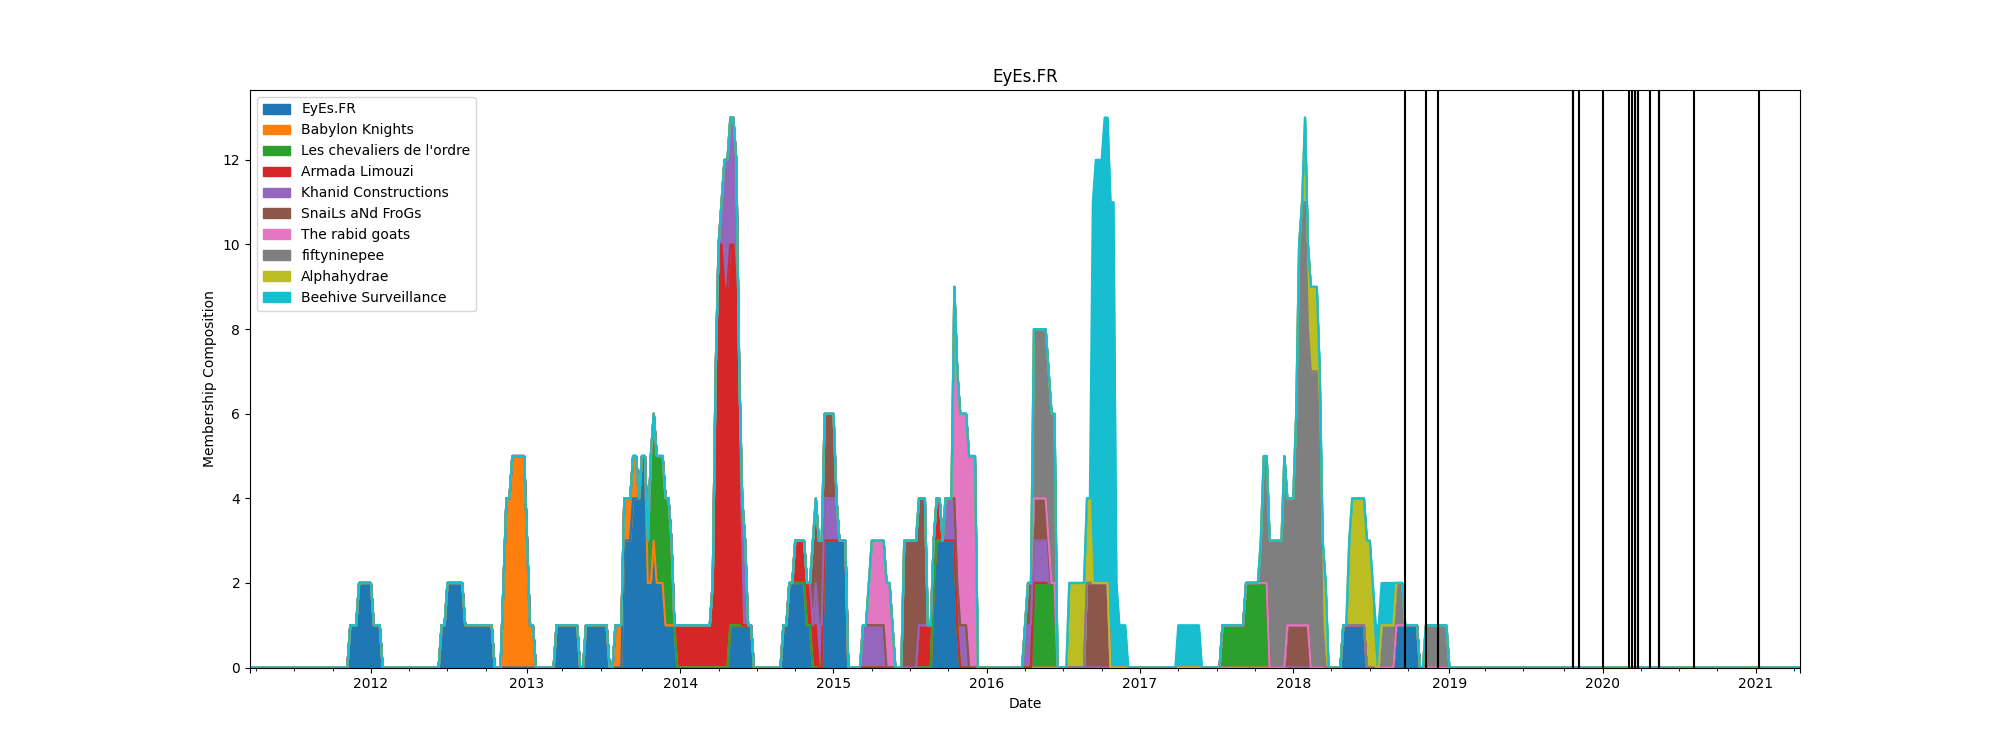 EyEs.FR
EyEs.FR
Babylon Knights
Les chevaliers de l'ordre
Armada Limouzi
Khanid Constructions
SnaiLs aNd FroGs
The rabid goats
fiftyninepee
Alphahydrae
Beehive Surveillance
Membership Composition
12
10
8
6
4
2
0
2012 2013 2014 2015 2016 2017 2018 2019 2020 2021
Date